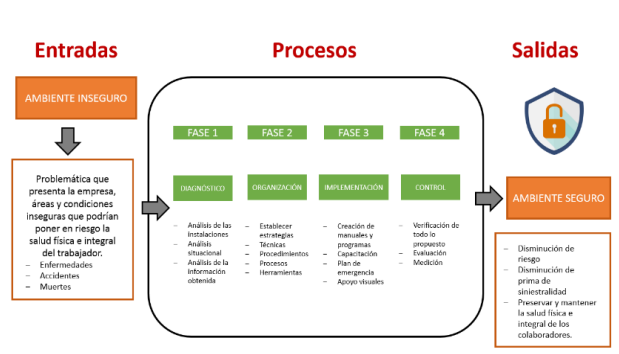 Entradas
Procesos
Salidas
AMBIENTE INSEGURO
Problemática que
presenta la empresa,
áreas y condiciones
inseguras que podrían
poner en riesgo la
salud física e integral
del trabajador.
– Enfermedades
– Accidentes
– Muertes
FASE 1
FASE 2
FASE 3
FASE 4
DIAGNÓSTICO
ORGANIZACIÓN
IMPLEMENTACIÓN
CONTROL
– Análisis de las
instalaciones
– Análisis
situacional
– Análisis de la
información
obtenida
– Establecer
estrategias
– Técnicas
– Procedimientos
– Procesos
– Herramientas
– Creación de
manuales y
programas
– Capacitación
– Plan de
emergencia
– Apoyo visuales
– Verificación de
todo lo
propuesto
– Evaluación
– Medición
AMBIENTE SEGURO
– Disminución de
riesgo
– Disminución de
prima de
siniestralidad
– Preservar y mantener
la salud física e
integral de los
colaboradores.